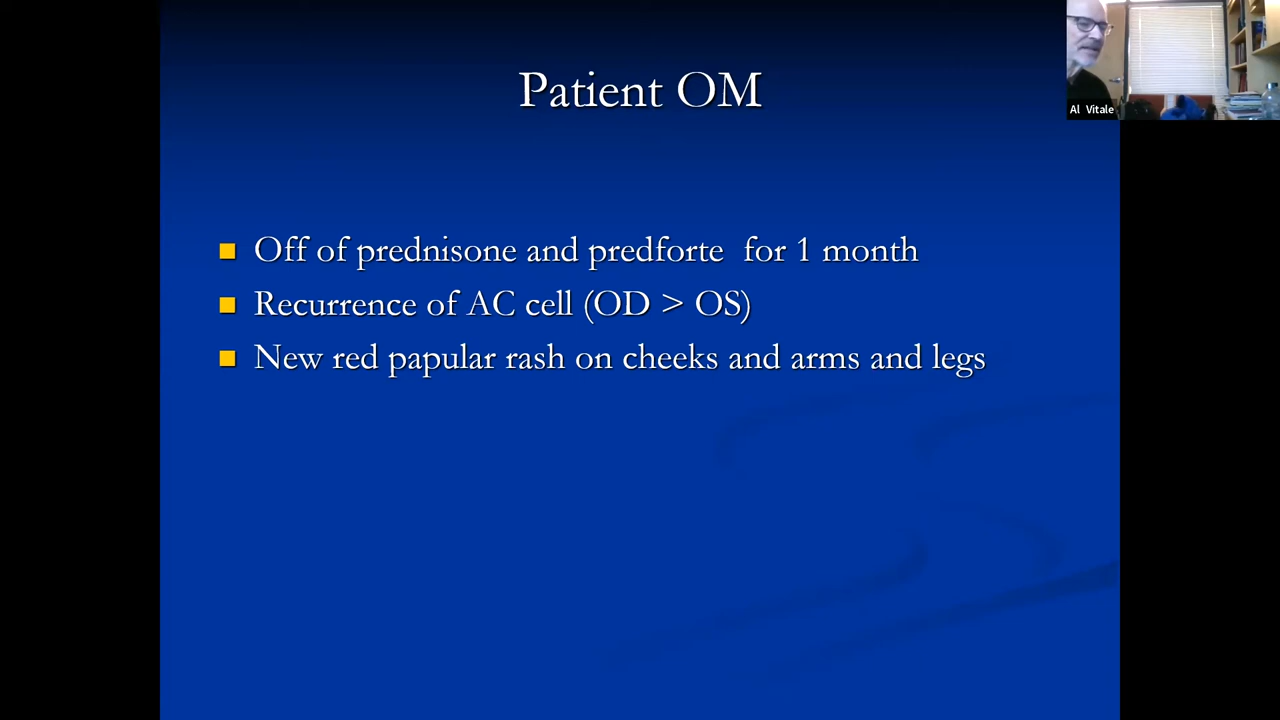 Patient OM
Al Vitale
Off of prednisone and predforte for 1 month
Recurrence of AC cell (OD > OS)
New red papular rash on cheeks and arms and legs